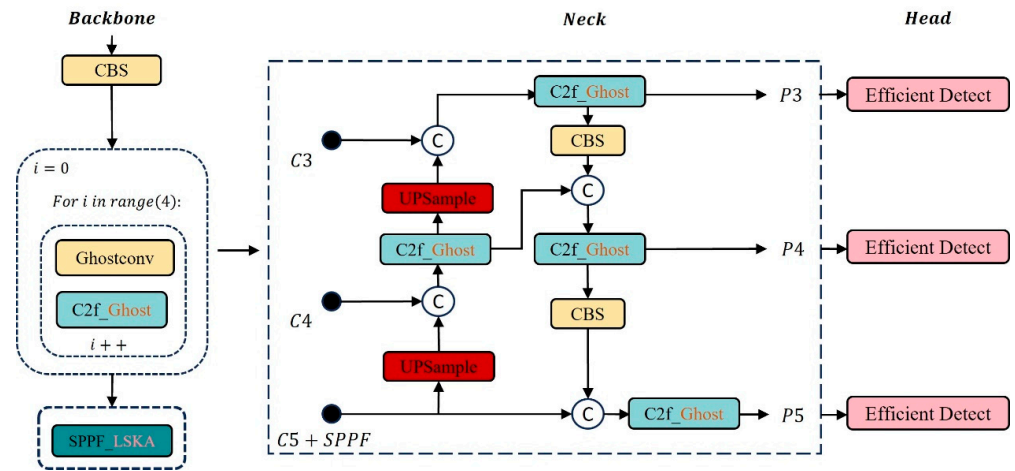 Backbone
CBS
i = 0
For i in range(4):
Ghostconv
C2f_Ghost
i + +
SPPF_LSKA
Neck
C2f_Ghost
P3
C
CBS
C3
C
UPSample
C2f_Ghost
C2f_Ghost
P4
C
CBS
C4
UPSample
C
C2f_Ghost
P5
C5 + SPPF
Head
Efficient Detect
Efficient Detect
Efficient Detect